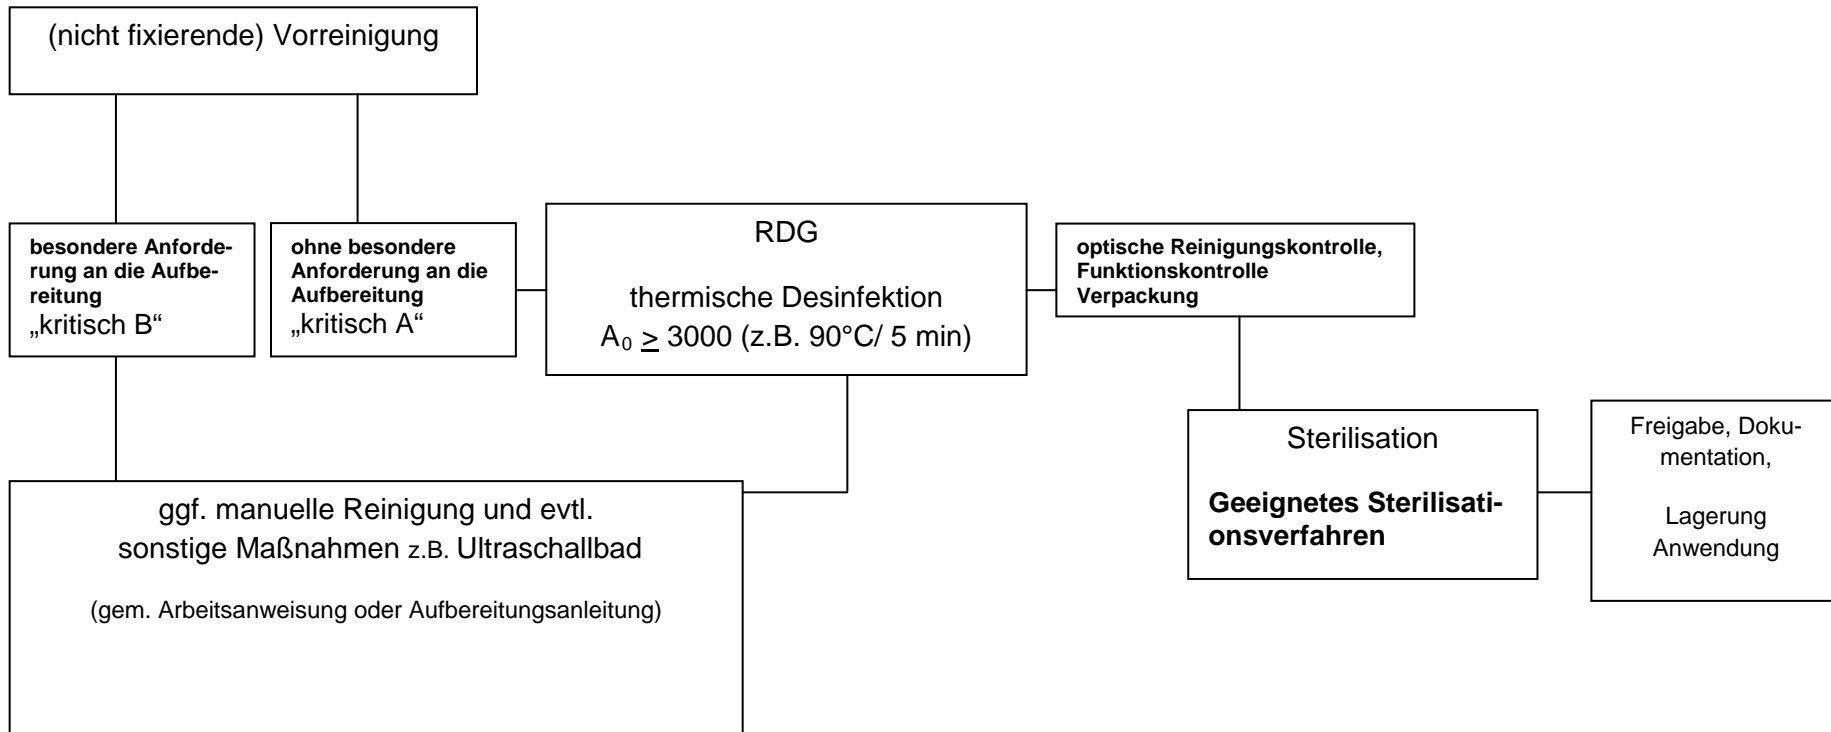 (nicht fixierende) Vorreinigung
besondere Anforde-
rung an die Aufbe-
reitung
„kritisch B“
ohne besondere
Anforderung an die
Aufbereitung
„kritisch A“
RDG
thermische Desinfektion
A₀ ≥ 3000 (z.B. 90°C/ 5 min)
optische Reinigungskontrolle,
Funktionskontrolle
Verpackung
ggf. manuelle Reinigung und evtl.
sonstige Maßnahmen z.B. Ultraschallbad
(gem. Arbeitsanweisung oder Aufbereitungsanleitung)
Sterilisation
Geeignetes Sterilisati-
onsverfahren
Freigabe, Doku-
mentation,
Lagerung
Anwendung